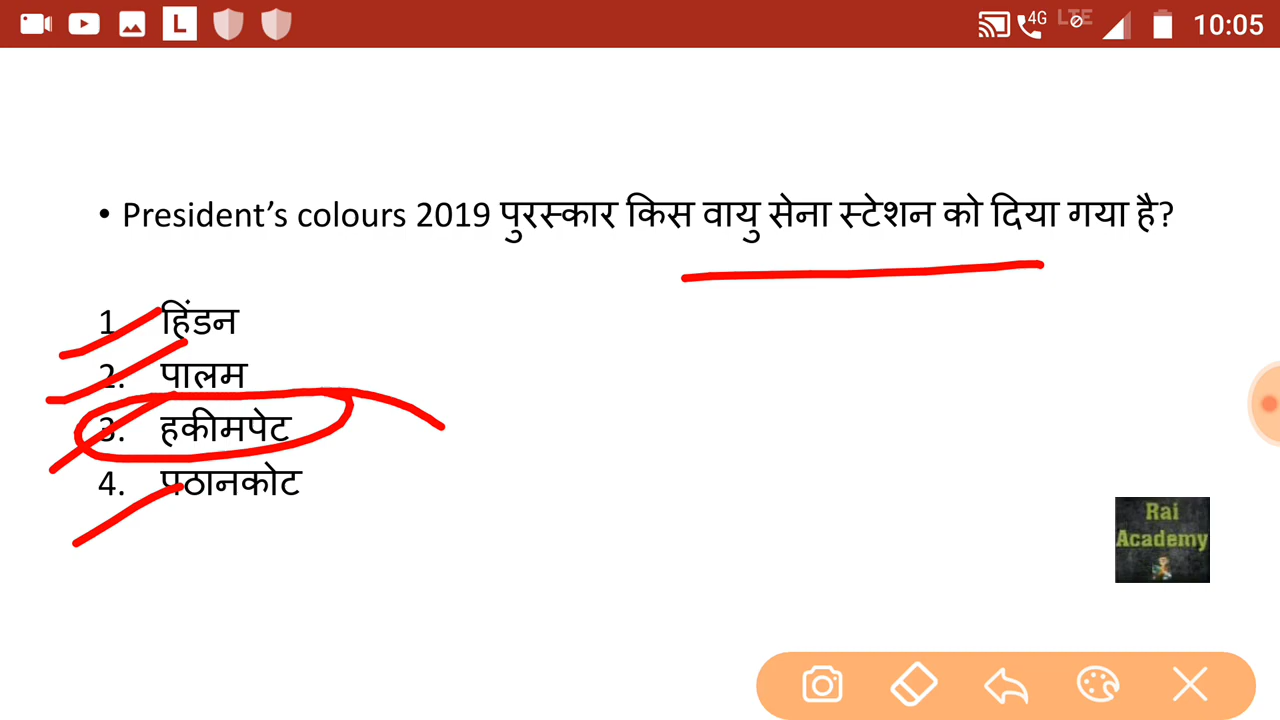 L
4G
LTE
10:05
• President’s colours 2019 पुरस्कार किस वायु सेना स्टेशन को दिया गया है?
1. हिंडन
2. पालम
3. हकीमपेट
4. पठानकोट
Rai
Academy